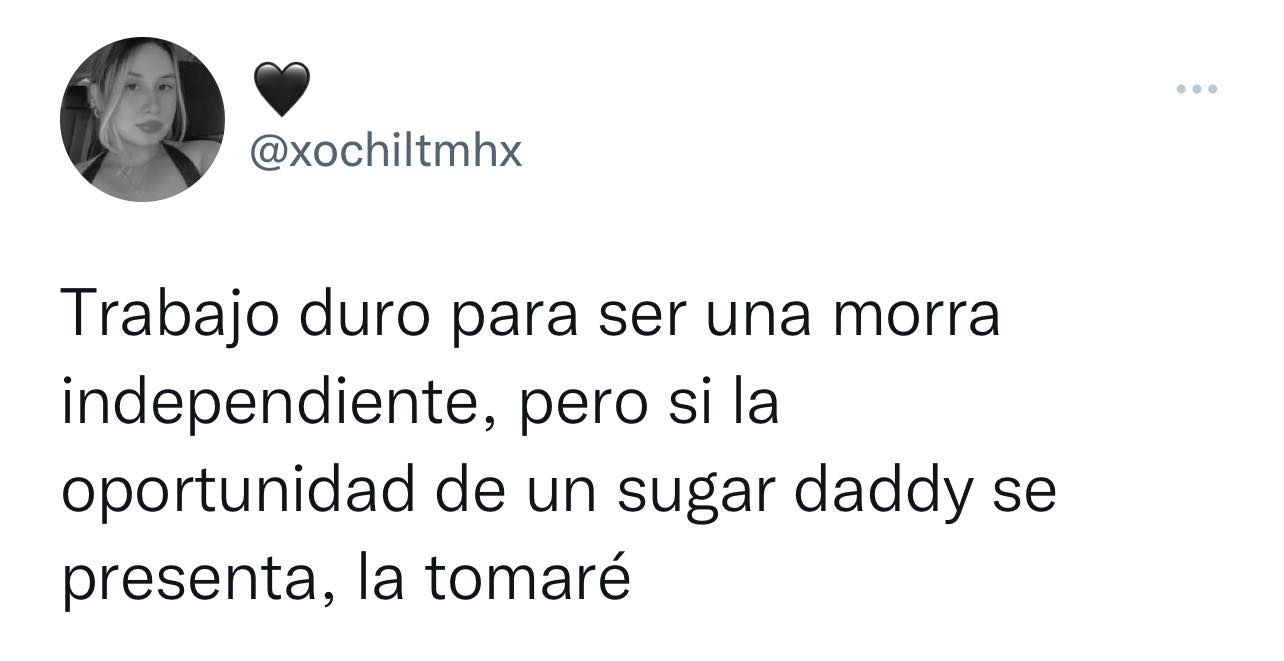 🖤
@xochiltmhx
Trabajo duro para ser una morra
independiente, pero si la
oportunidad de un sugar daddy se
presenta, la tomaré